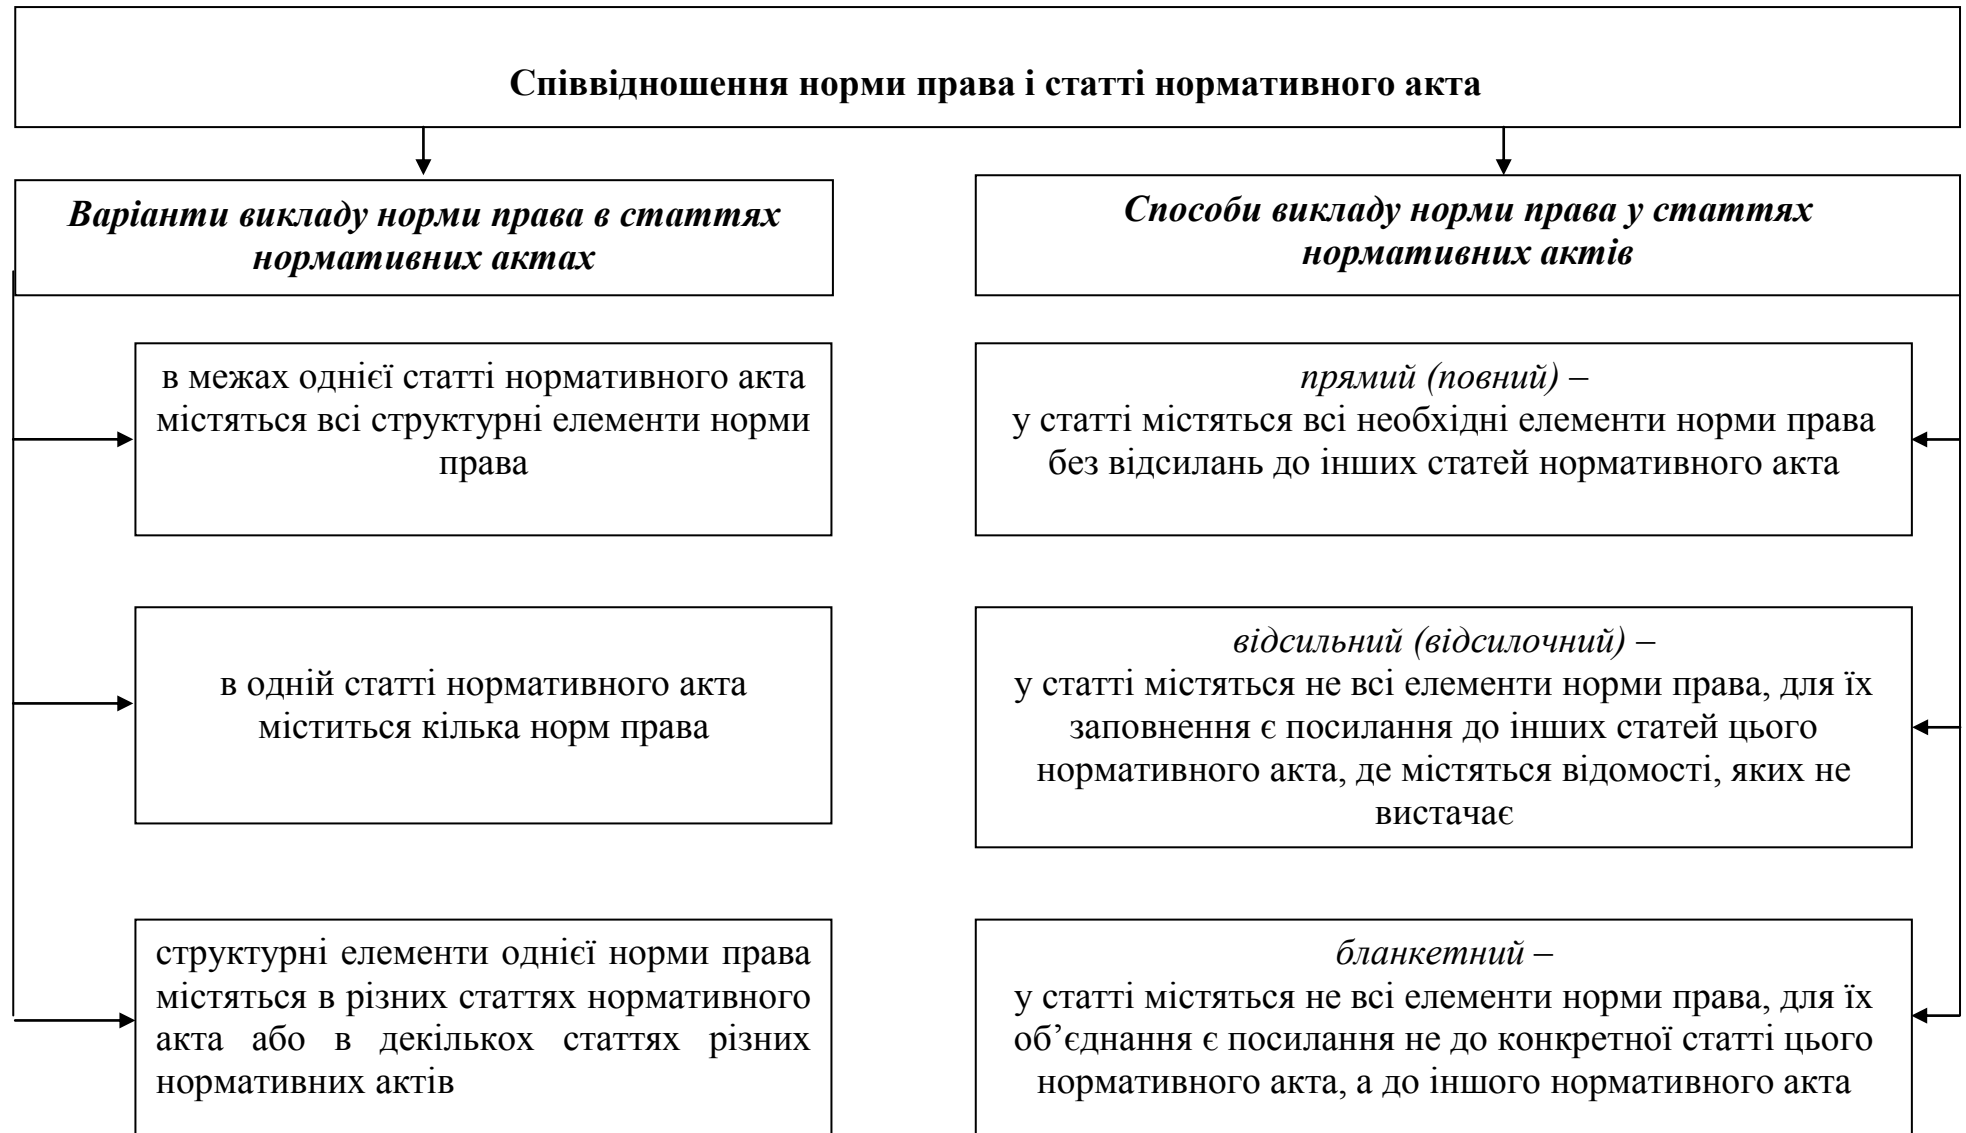 Співвідношення норми права і статті нормативного акта
Варіанти викладу норми права в статтях
нормативних актах
в межах однієї статті нормативного акта
містяться всі структурні елементи норми
права
в одній статті нормативного акта
міститься кілька норм права
структурні елементи однієї норми права
містяться в різних статтях нормативного
акта або в декількох статтях різних
нормативних актів
Способи викладу норми права у статтях
нормативних актів
прямий (повний) –
у статті містяться всі необхідні елементи норми права
без відсилань до інших статей нормативного акта
відсильний (відсилочний) –
у статті містяться не всі елементи норми права, для їх
заповнення є посилання до інших статей цього
нормативного акта, де містяться відомості, яких не
вистачає
бланкетний –
у статті містяться не всі елементи норми права, для їх
об’єднання є посилання не до конкретної статті цього
нормативного акта, а до іншого нормативного акта